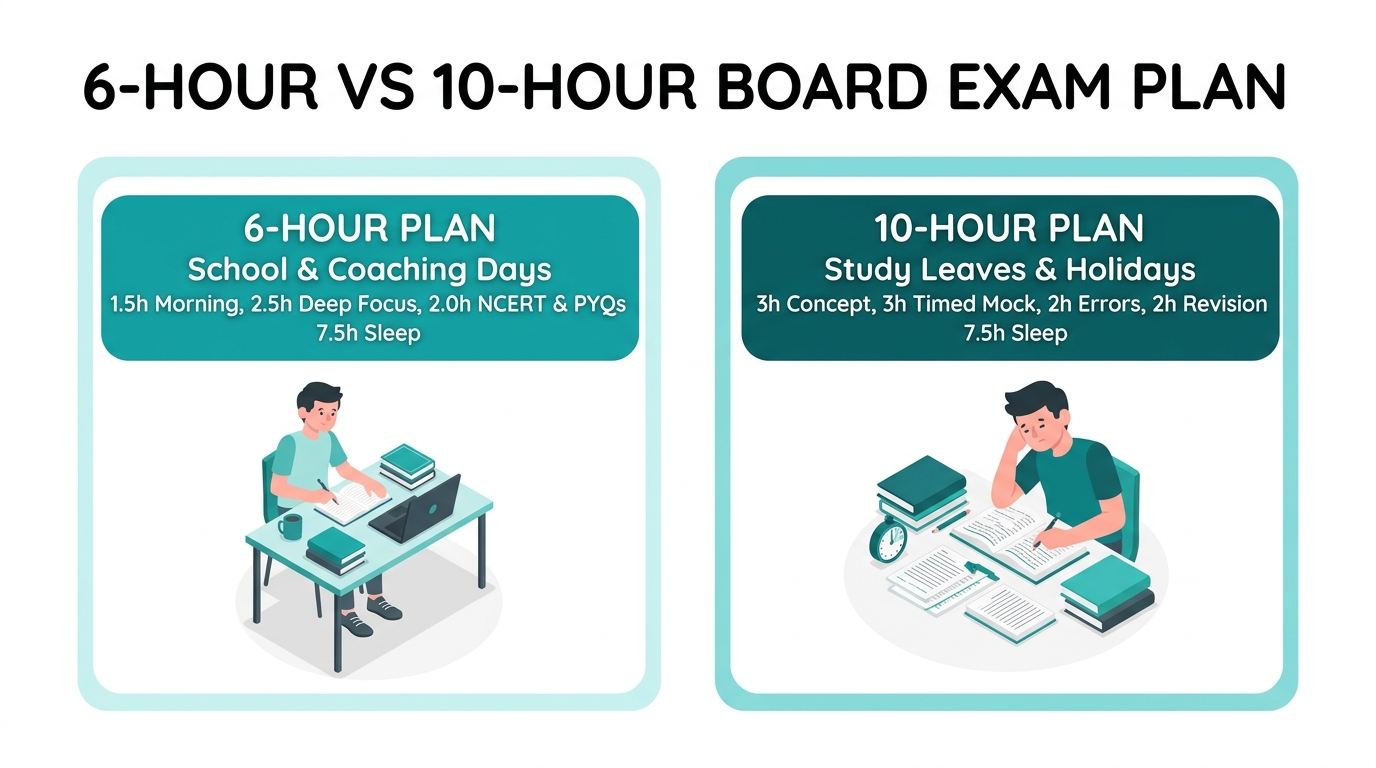 6-HOUR VS 10-HOUR BOARD EXAM PLAN
6-HOUR PLAN
School & Coaching Days
1.5h Morning, 2.5h Deep Focus, 2.0h NCERT & PYQs
7.5h Sleep
10-HOUR PLAN
Study Leaves & Holidays
3h Concept, 3h Timed Mock, 2h Errors, 2h Revision
7.5h Sleep